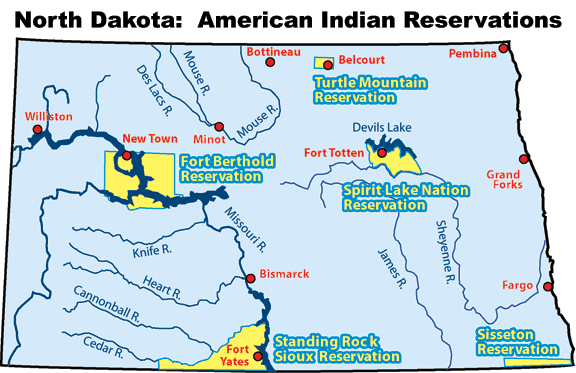 North Dakota:  American Indian Reservations
Bottineau
Pembina
Belcourt
Turtle Mountain
Reservation
Mouse R.
Des Lacs R.
Mouse R.
Williston
Minot
New Town
Devils Lake
Fort Totten
Fort Berthold
Reservation
Grand
Forks
Spirit Lake Nation
Reservation
Missouri R.
Knife R.
Sheyenne R.
James R.
Bismarck
Heart R.
Fargo
Cannonball R.
Cedar R.
Fort
Yates
Standing Rock
Sioux Reservation
Sisseton
Reservation